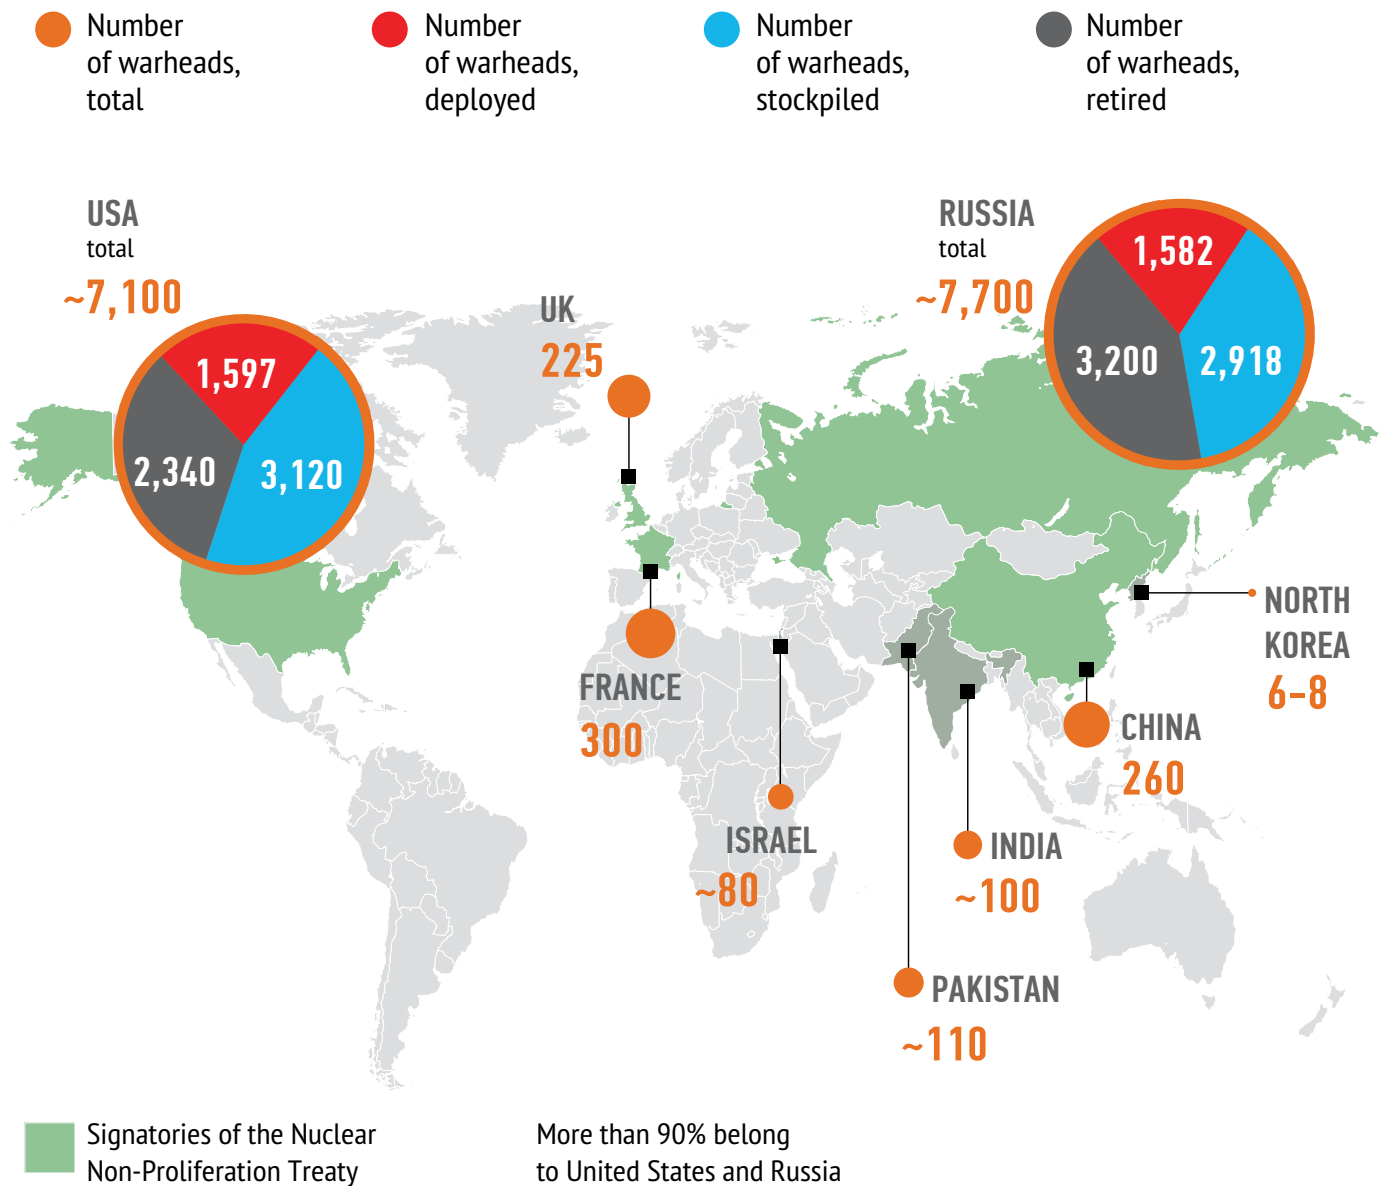 Number
of warheads,
total
Number
of warheads,
deployed
Number
of warheads,
stockpiled
Number
of warheads,
retired
USA
total
~7,100
1,597
2,340
3,120
RUSSIA
total
~7,700
1,582
3,200
2,918
UK
225
FRANCE
300
ISRAEL
~80
NORTH
KOREA
6–8
CHINA
260
INDIA
~100
PAKISTAN
~110
Signatories of the Nuclear
Non-Proliferation Treaty
More than 90% belong
to United States and Russia